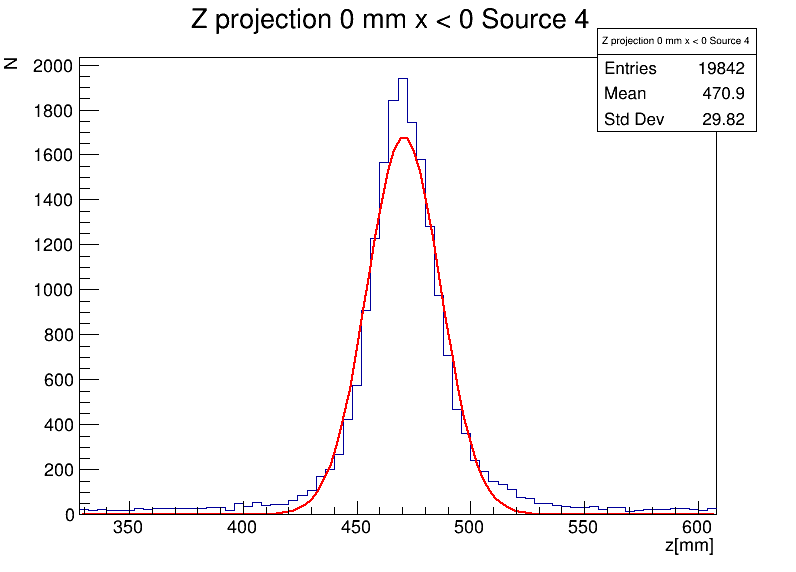 Z projection 0 mm x < 0 Source 4
Z projection 0 mm x < 0 Source 4
Entries 19842
Mean 470.9
Std Dev 29.82
N
2000
1800
1600
1400
1200
1000
800
600
400
200
0
350 400 450 500 550 600
z[mm]